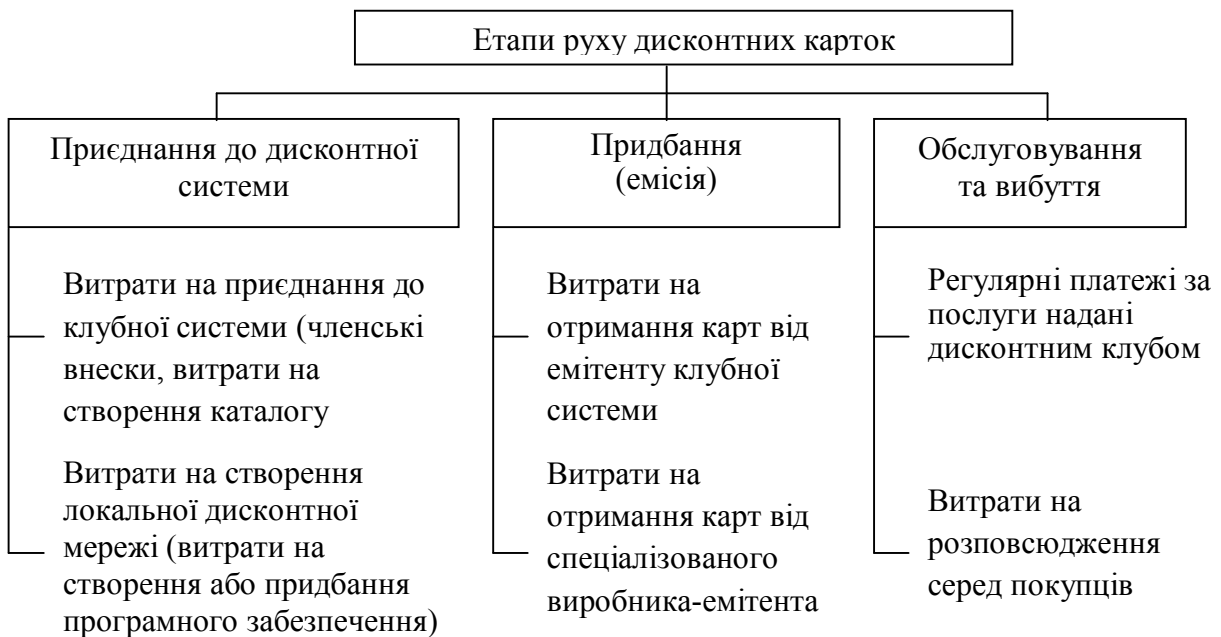 Етапи руху дисконтних карток
Приєднання до дисконтної
системи
Витрати на приєднання до
клубної системи (членські
внески, витрати на
створення каталогу
Витрати на створення
локальної дисконтної
мережі (витрати на
створення або придбання
програмного забезпечення)
Придбання
(емісія)
Витрати на
отримання карт від
емітенту клубної
системи
Витрати на
отримання карт від
спеціалізованого
виробника-емітента
Обслуговування
та вибуття
Регулярні платежі за
послуги надані
дисконтним клубом
Витрати на
розповсюдження
серед покупців